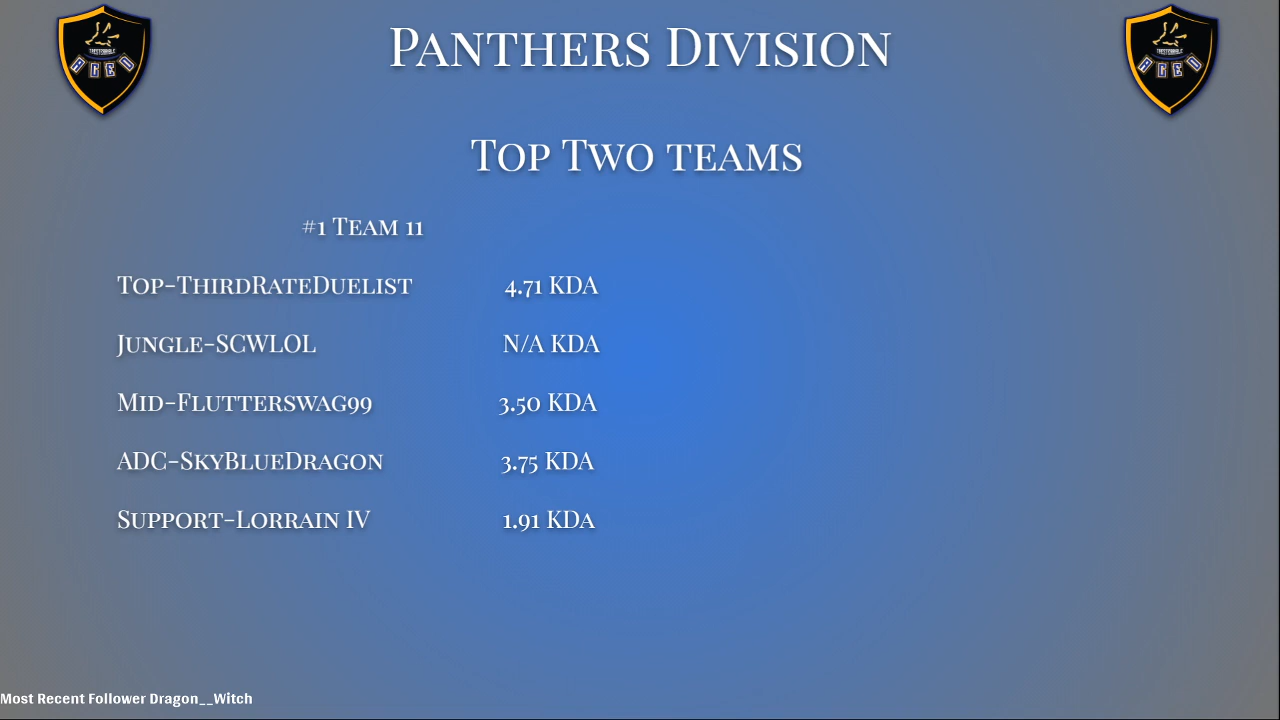 Panthers Division
Top Two teams
#1 Team 11
Top-ThirdRateDuelist 4.71 KDA
Jungle-SCWLOL N/A KDA
Mid-Flutterswag99 3.50 KDA
ADC-SkyBlueDragon 3.75 KDA
Support-Lorrain IV 1.91 KDA
Most Recent Follower Dragon__Witch